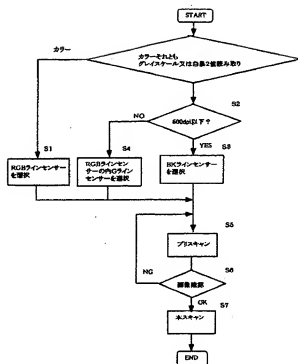 START
カラー
カラーそれとも
グレイスケール又は白黒2値読み取り
S2
NO
600dpi以下?
YES
S1
S4
S3
RGBラインセンサー
を選択
RGBラインセン
サーの内Gライ
ンセンサーを選択
BKラインセンサー
を選択
S5
プリスキャン
S6
NG
画像確認
OK
S7
本スキャン
END